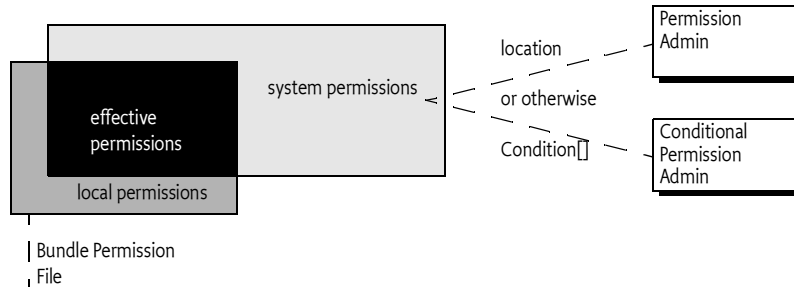 Permission
Admin
location
system permissions
or otherwise
effective
permissions
Conditional
Permission
Admin
Condition[]
local permissions
Bundle Permission
File